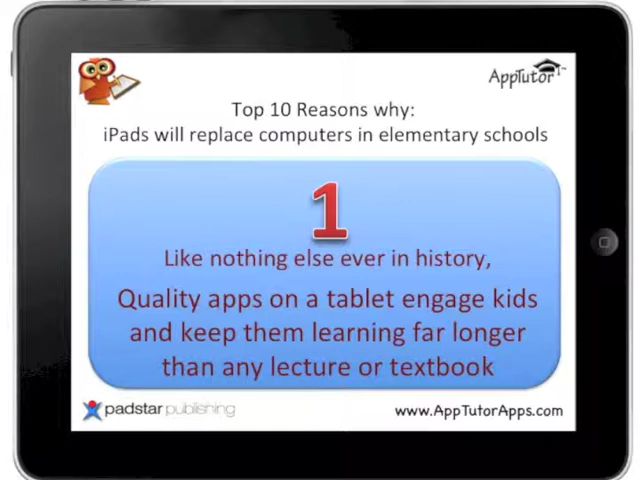 AppTutor™
Top 10 Reasons why:
iPads will replace computers in elementary schools
1
Like nothing else ever in history,
Quality apps on a tablet engage kids
and keep them learning far longer
than any lecture or textbook
padstar publishing
www.AppTutorApps.com